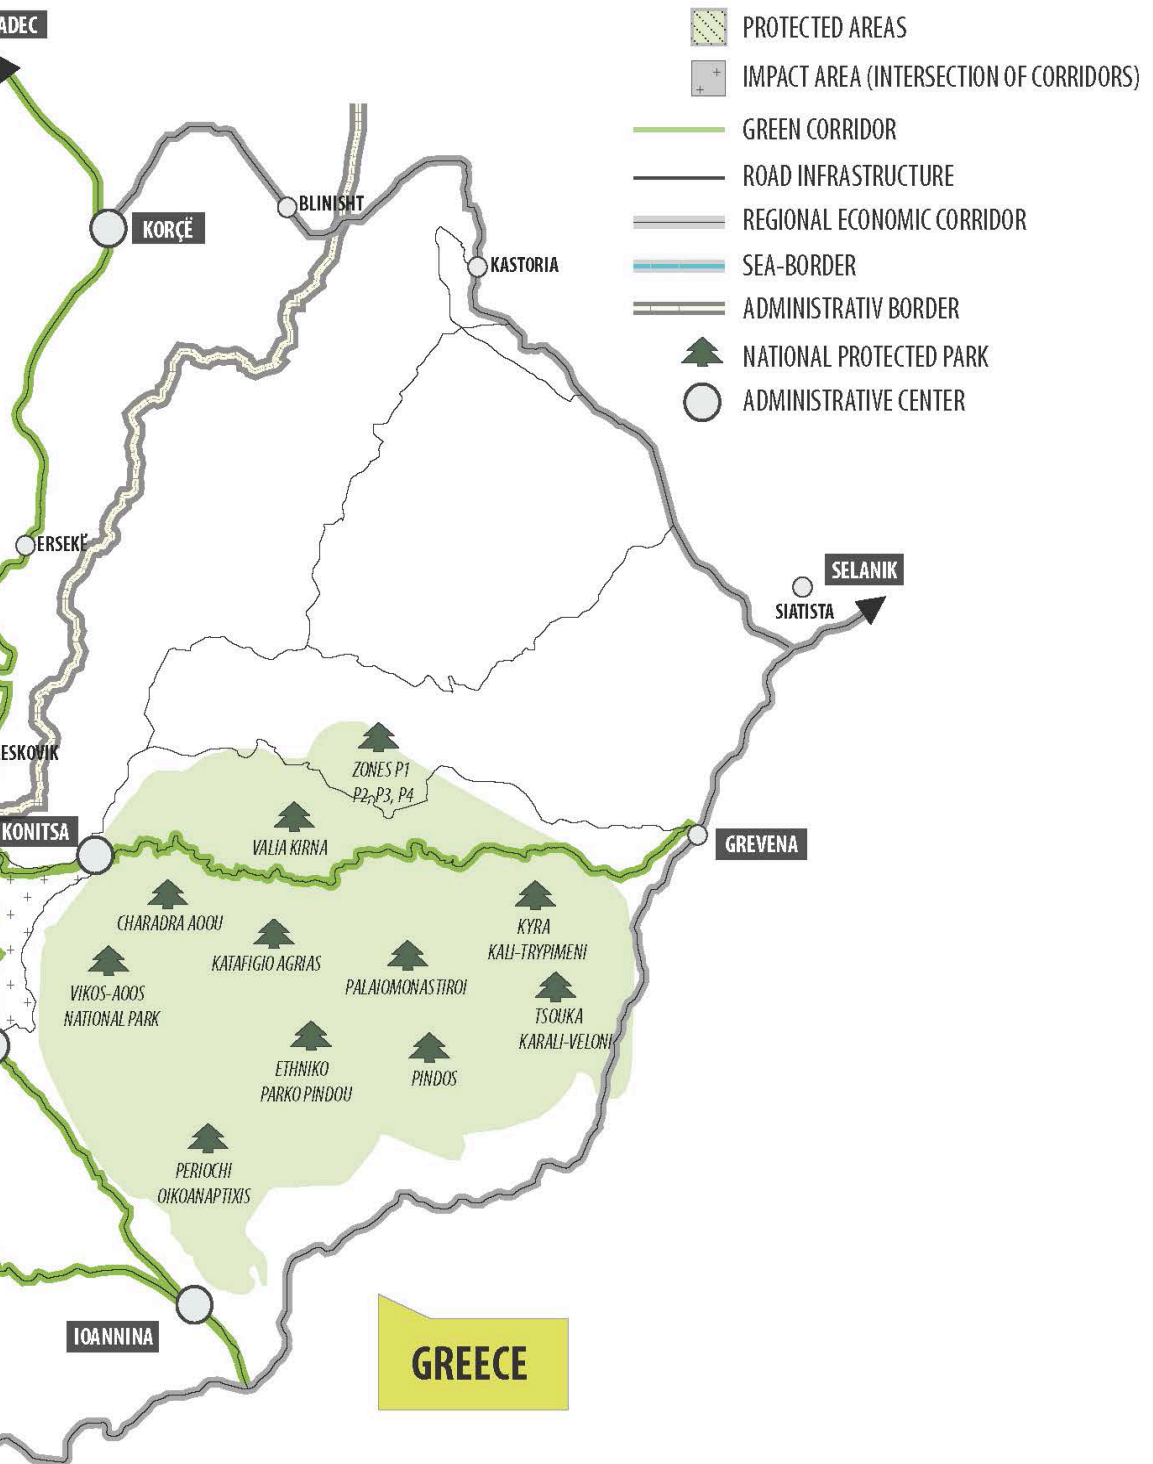 ADEC
PROTECTED AREAS
IMPACT AREA (INTERSECTION OF CORRIDORS)
GREEN CORRIDOR
ROAD INFRASTRUCTURE
REGIONAL ECONOMIC CORRIDOR
SEA-BORDER
ADMINISTRATIV BORDER
NATIONAL PROTECTED PARK
ADMINISTRATIVE CENTER
BLINISHT
KORÇË
KASTORIA
ERSEKË
SELANIK
SIATISTA
ESKOVIK
ZONES P1
P2, P3, P4
KONITSA
VALIA KIRNA
GREVENA
CHARADRA AOOU
KATAFIGIO AGRIAS
KYRA
KALI-TRYPIMENI
VIKOS-AOOS
NATIONAL PARK
PALAIOMONASTIROI
TSOUKA
KARALI-VELONI
ETHNIKO
PARKO PINDOU
PINDOS
PERIOCHI
OIKOANAPTIXIS
IOANNINA
GREECE